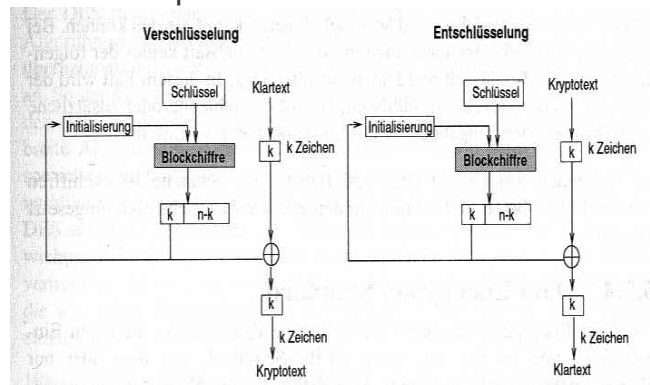 Verschlüsselung
Schlüssel
Klartext
Initialisierung
k Zeichen
k
Blockchiffre
k
n-k
k
k Zeichen
Kryptotext
Entschlüsselung
Schlüssel
Kryptotext
Initialisierung
k Zeichen
k
Blockchiffre
k
n-k
k
k Zeichen
Klartext